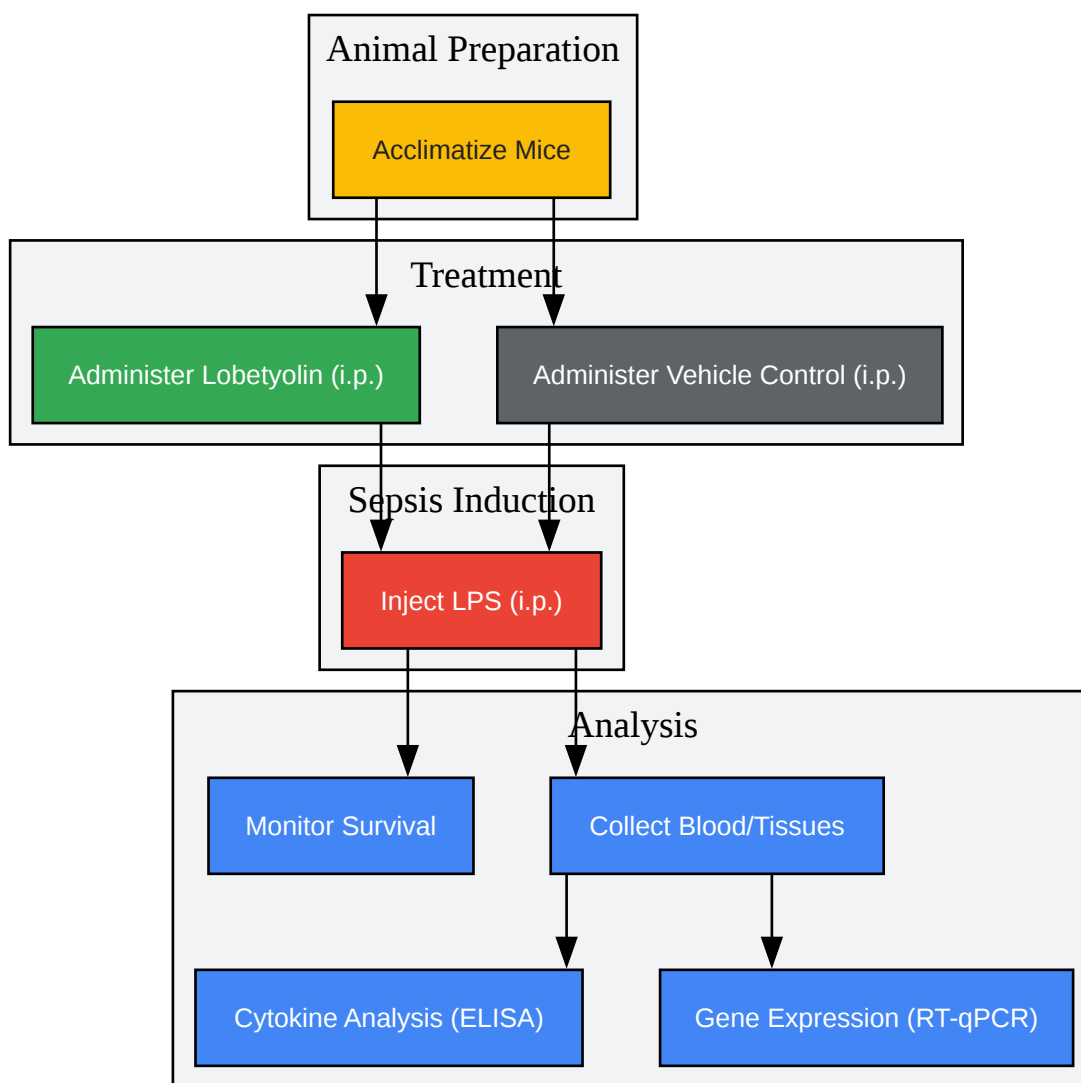 Animal Preparation
Acclimatize Mice
Treatment
Administer Lobetyolin (i.p.)
Administer Vehicle Control (i.p.)
Sepsis Induction
Inject LPS (i.p.)
Analysis
Monitor Survival
Collect Blood/Tissues
Cytokine Analysis (ELISA)
Gene Expression (RT-qPCR)